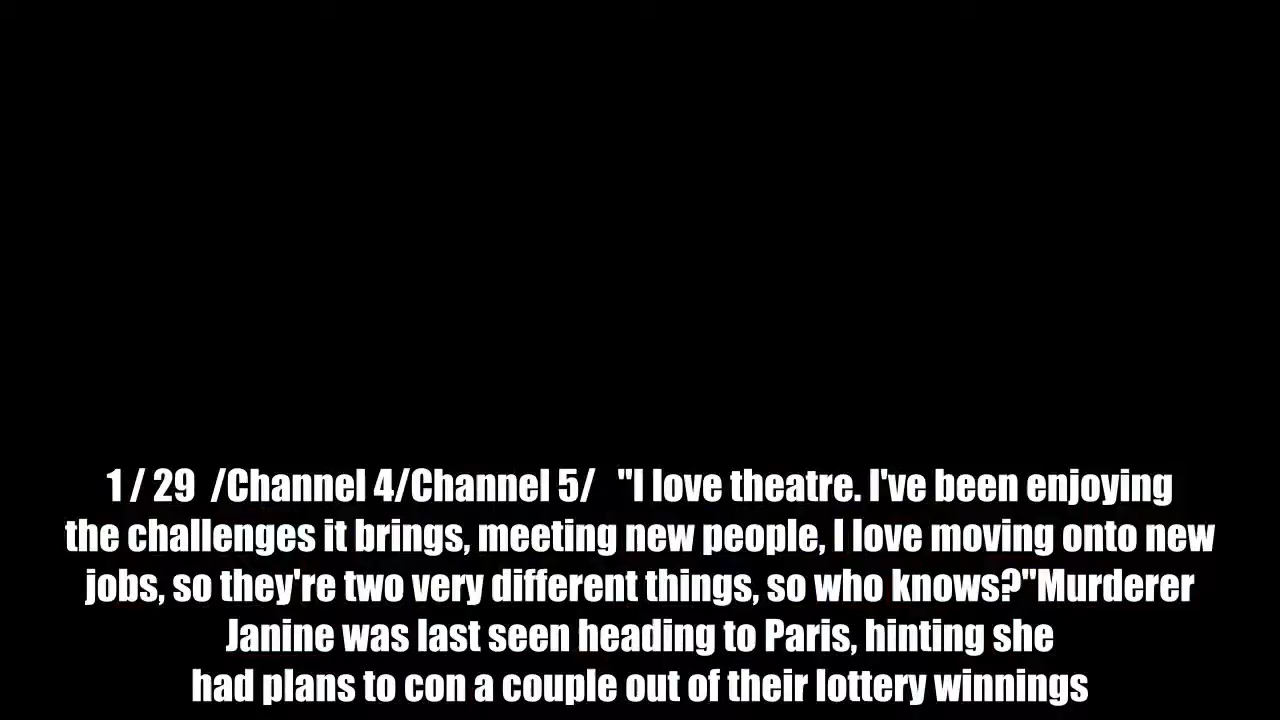 1 / 29  /Channel 4/Channel 5/   "I love theatre. I've been enjoying
the challenges it brings, meeting new people, I love moving onto new
jobs, so they're two very different things, so who knows?"Murderer
Janine was last seen heading to Paris, hinting she
had plans to con a couple out of their lottery winnings